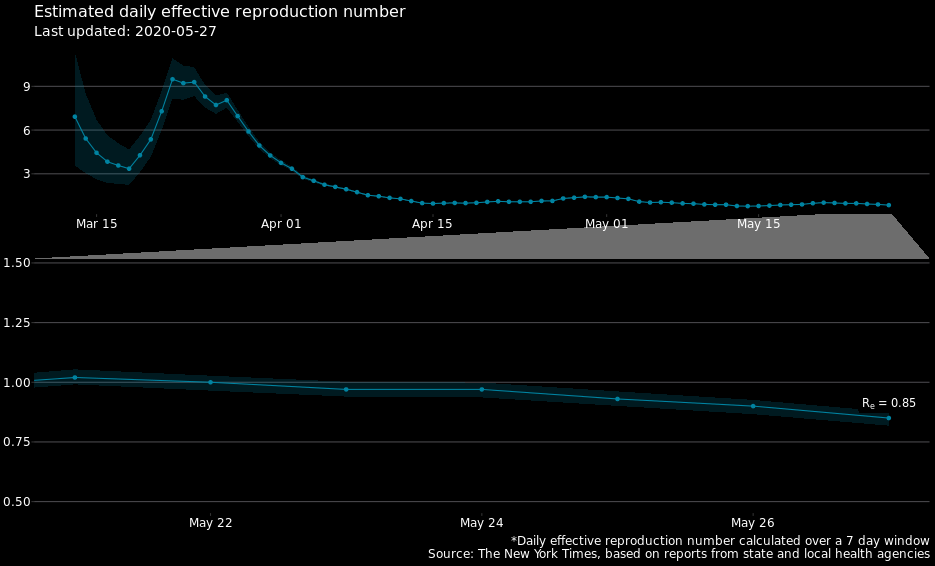 Estimated daily effective reproduction number
Last updated: 2020-05-27
9
6
3
Mar 15 Apr 01 Apr 15 May 01 May 15
1.50
1.25
1.00
Re = 0.85
0.75
0.50
May 22 May 24 May 26
*Daily effective reproduction number calculated over a 7 day window
Source: The New York Times, based on reports from state and local health agencies